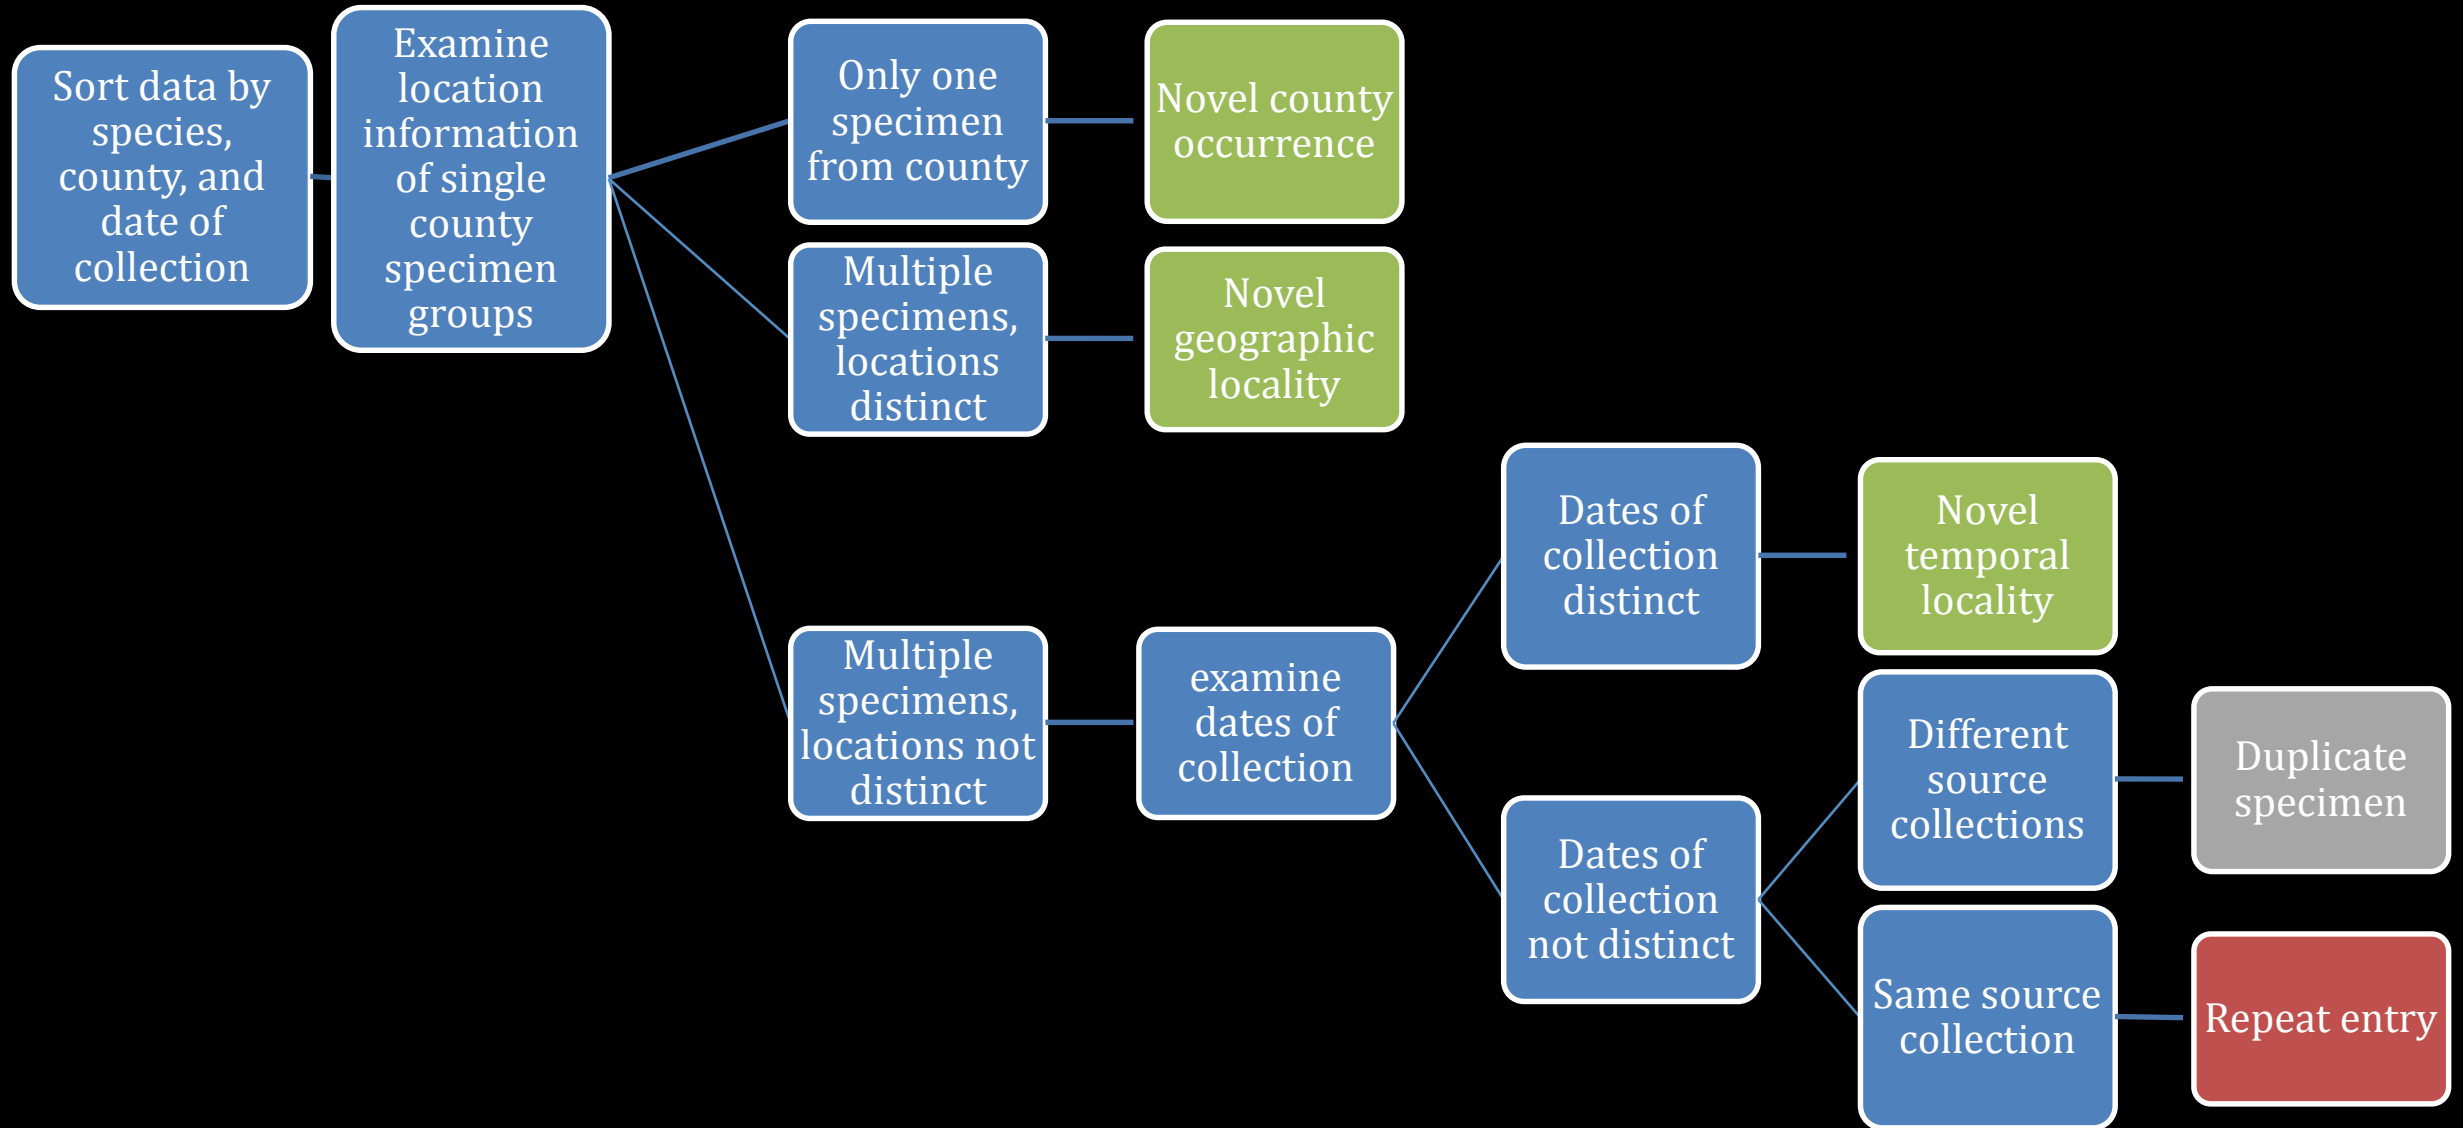 Sort data by
species,
county, and
date of
collection
Examine
location
information
of single
county
specimen
groups
Only one
specimen
from county
Novel county
occurrence
Multiple
specimens,
locations
distinct
Novel
geographic
locality
Multiple
specimens,
locations not
distinct
examine
dates of
collection
Dates of
collection
distinct
Novel
temporal
locality
Dates of
collection
not distinct
Different
source
collections
Duplicate
specimen
Same source
collection
Repeat entry